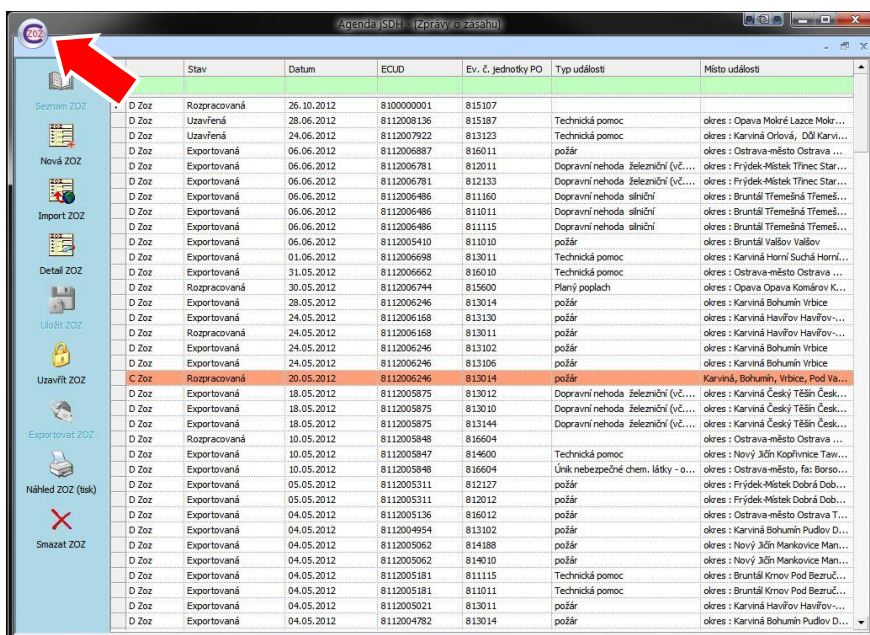 Agenda jSDH - [Zprávy o zásahu]
ZOZ
Stav Datum ECUD Ev. č. jednotky PO Typ události Místo události
Seznam ZOZ
Nová ZOZ
Import ZOZ
Detail ZOZ
Uložit ZOZ
Uzavřít ZOZ
Exportovat ZOZ
Náhled ZOZ (tisk)
Smazat ZOZ
D Zoz Rozpracovaná 26.10.2012 8100000001 815107
D Zoz Uzavřená 28.06.2012 8112008136 815187 Technická pomoc okres : Opava Mokré Lazce Mokr...
D Zoz Uzavřená 24.06.2012 8112007922 813123 Technická pomoc okres : Karviná Orlová, Důl Karvi...
D Zoz Exportovaná 06.06.2012 8112006887 816011 požár okres : Ostrava-město Ostrava ...
D Zoz Exportovaná 06.06.2012 8112006781 812011 Dopravní nehoda železniční (vč.... okres : Frýdek-Místek Třinec Star...
D Zoz Exportovaná 06.06.2012 8112006781 812133 Dopravní nehoda železniční (vč.... okres : Frýdek-Místek Třinec Star...
D Zoz Exportovaná 06.06.2012 8112006486 811160 Dopravní nehoda silniční okres : Bruntál Třemešná Třemeš...
D Zoz Exportovaná 06.06.2012 8112006486 811011 Dopravní nehoda silniční okres : Bruntál Třemešná Třemeš...
D Zoz Exportovaná 06.06.2012 8112006486 811115 Dopravní nehoda silniční okres : Bruntál Třemešná Třemeš...
D Zoz Exportovaná 06.06.2012 8112005410 811010 požár okres : Bruntál Valšov Valšov
D Zoz Exportovaná 01.06.2012 8112006698 813011 Technická pomoc okres : Karviná Horní Suchá Horní...
D Zoz Exportovaná 31.05.2012 8112006662 816010 Technická pomoc okres : Ostrava-město Ostrava ...
D Zoz Rozpracovaná 30.05.2012 8112006744 815600 Planý poplach okres : Opava Opava Komárov K...
D Zoz Exportovaná 28.05.2012 8112006246 813014 požár okres : Karviná Bohumín Vrbice
D Zoz Exportovaná 24.05.2012 8112006168 813130 požár okres : Karviná Havířov Havířov-...
D Zoz Rozpracovaná 24.05.2012 8112006168 813011 požár okres : Karviná Havířov Havířov-...
D Zoz Exportovaná 24.05.2012 8112006246 813102 požár okres : Karviná Bohumín Vrbice
D Zoz Exportovaná 24.05.2012 8112006246 813106 požár okres : Karviná Bohumín Vrbice
C Zoz Rozpracovaná 20.05.2012 8112006246 813014 požár Karviná, Bohumín, Vrbice, Pod Va...
D Zoz Exportovaná 18.05.2012 8112005875 813012 Dopravní nehoda železniční (vč.... okres : Karviná Český Těšín Česk...
D Zoz Exportovaná 18.05.2012 8112005875 813010 Dopravní nehoda železniční (vč.... okres : Karviná Český Těšín Česk...
D Zoz Exportovaná 18.05.2012 8112005875 813144 Dopravní nehoda železniční (vč.... okres : Karviná Český Těšín Česk...
D Zoz Rozpracovaná 10.05.2012 8112005848 816604 okres : Ostrava-město Ostrava ...
D Zoz Exportovaná 10.05.2012 8112005847 814600 Technická pomoc okres : Nový Jičín Kopřivnice Taw...
D Zoz Exportovaná 10.05.2012 8112005848 816604 Únik nebezpečné chem. látky - o... okres : Ostrava-město, fa: Borso...
D Zoz Exportovaná 05.05.2012 8112005311 812127 požár okres : Frýdek-Místek Dobrá Dob...
D Zoz Exportovaná 05.05.2012 8112005311 812012 požár okres : Frýdek-Místek Dobrá Dob...
D Zoz Exportovaná 04.05.2012 8112005136 816012 požár okres : Ostrava-město Ostrava T...
D Zoz Exportovaná 04.05.2012 8112004954 813102 požár okres : Karviná Bohumín Pudlov D...
D Zoz Exportovaná 04.05.2012 8112005062 814188 požár okres : Nový Jičín Mankovice Man...
D Zoz Exportovaná 04.05.2012 8112005062 814010 požár okres : Nový Jičín Mankovice Man...
D Zoz Exportovaná 04.05.2012 8112005181 811115 Technická pomoc okres : Bruntál Krnov Pod Bezruč...
D Zoz Exportovaná 04.05.2012 8112005181 811011 Technická pomoc okres : Bruntál Krnov Pod Bezruč...
D Zoz Exportovaná 04.05.2012 8112005021 813011 požár okres : Karviná Havířov Havířov-...
D Zoz Exportovaná 04.05.2012 8112004782 813014 požár okres : Karviná Bohumín Pudlov D...